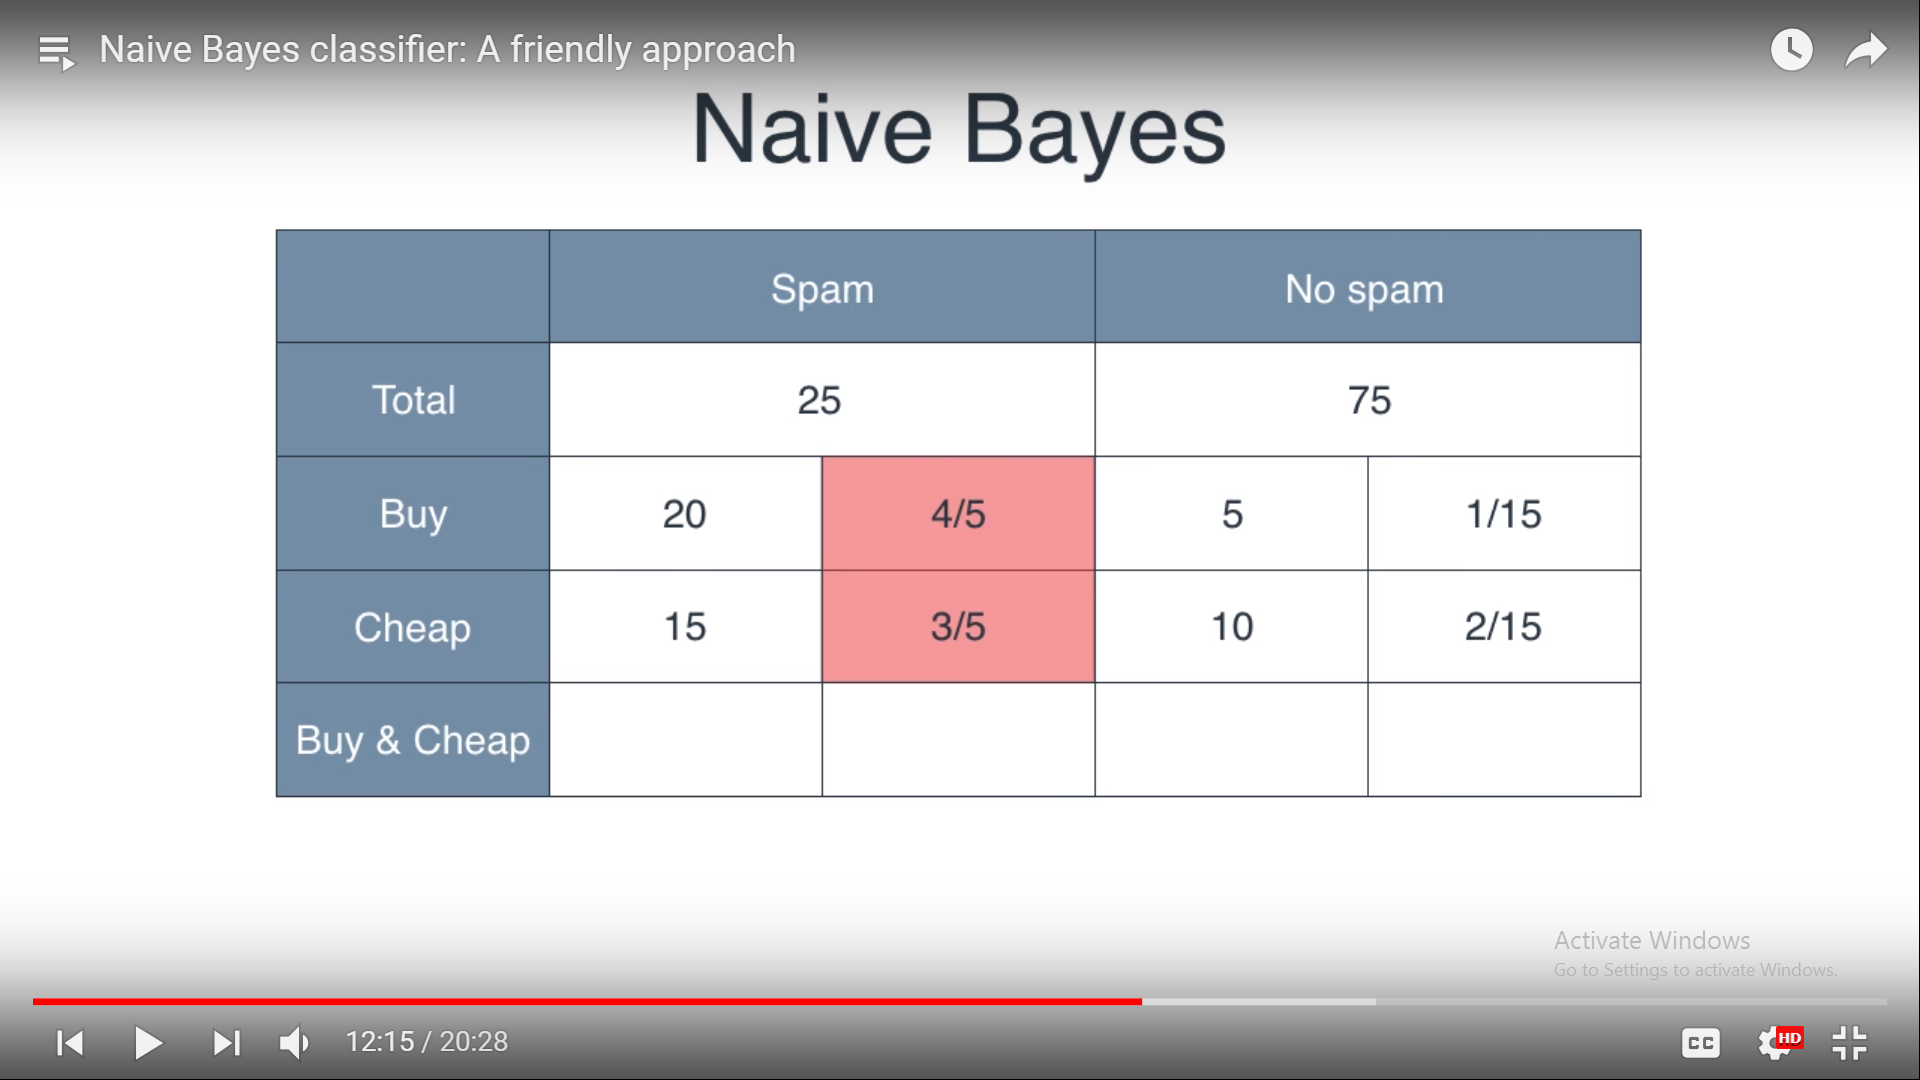 Naive Bayes classifier: A friendly approach
Naive Bayes
Spam No spam
Total 25 75
Buy 20 4/5 5 1/15
Cheap 15 3/5 10 2/15
Buy & Cheap
Activate Windows
Go to Settings to activate Windows.
12:15 / 20:28
CC HD